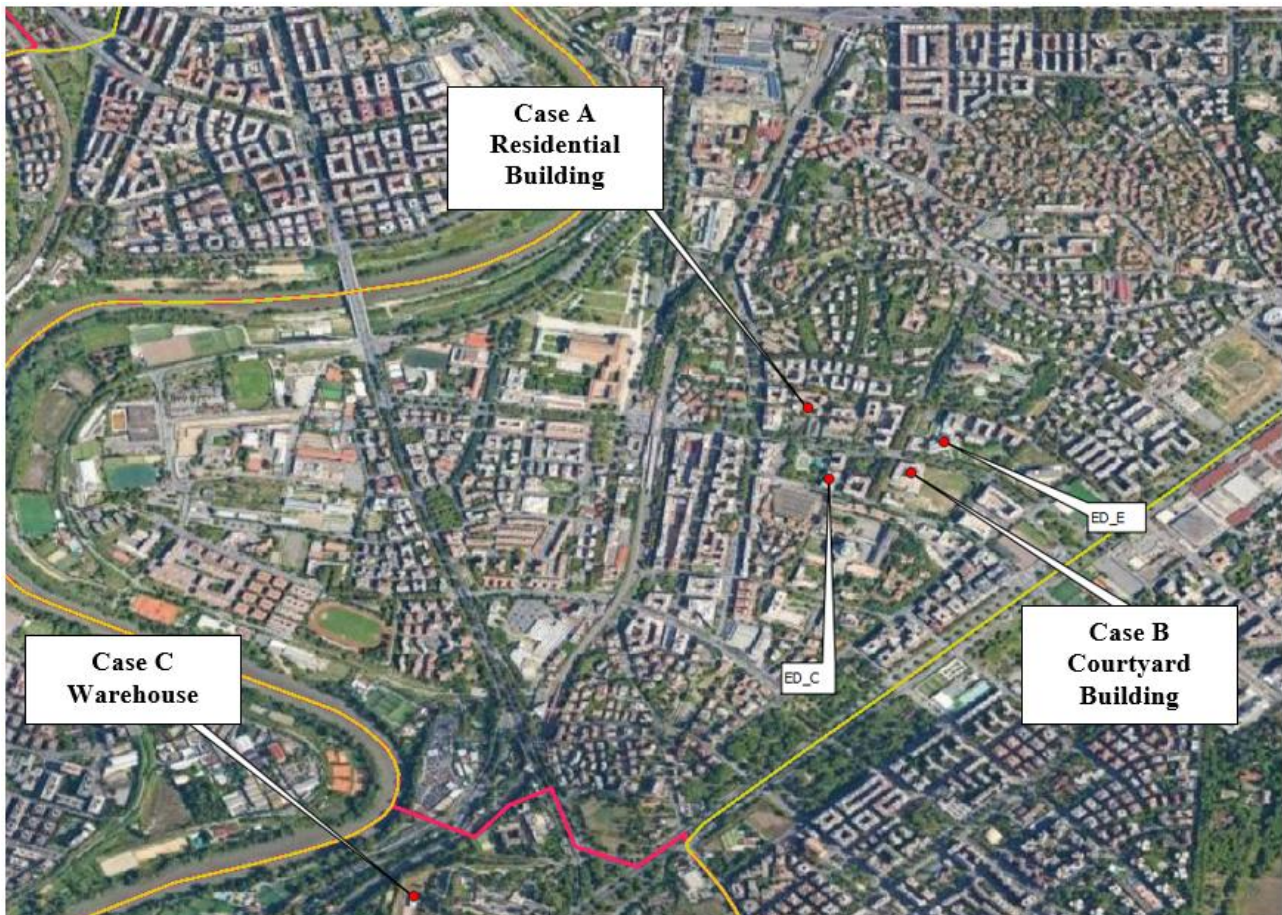 Case A
Residential
Building
ED_E
Case B
Courtyard
Building
Case C
Warehouse
ED_C